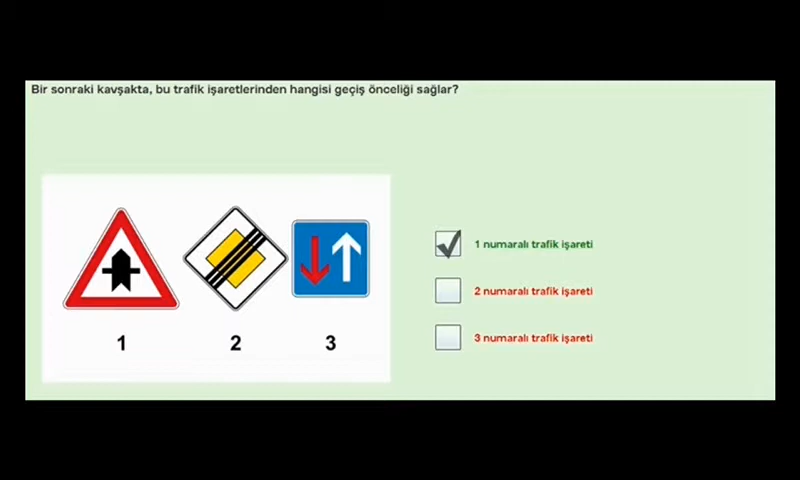 Bir sonraki kavşakta, bu trafik işaretlerinden hangisi geçiş önceliği sağlar?
1 numaralı trafik işareti
2 numaralı trafik işareti
3 numaralı trafik işareti
1 2 3